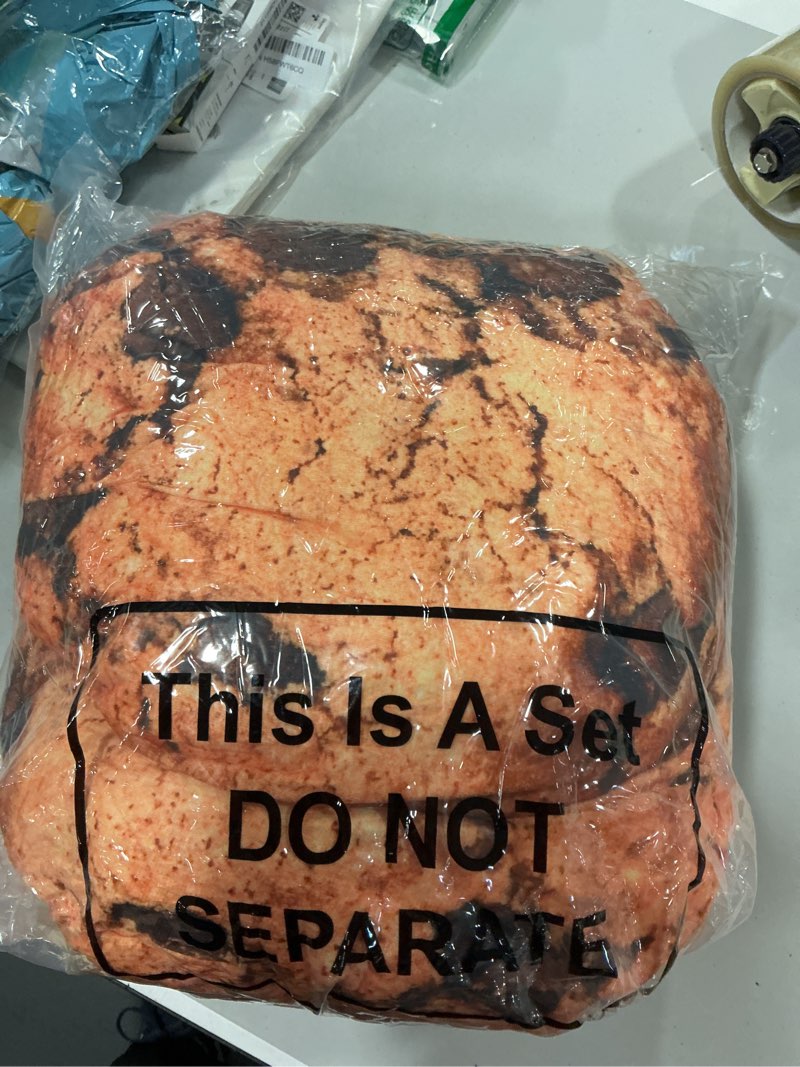 This Is A Set
DO NOT
SEPARATE